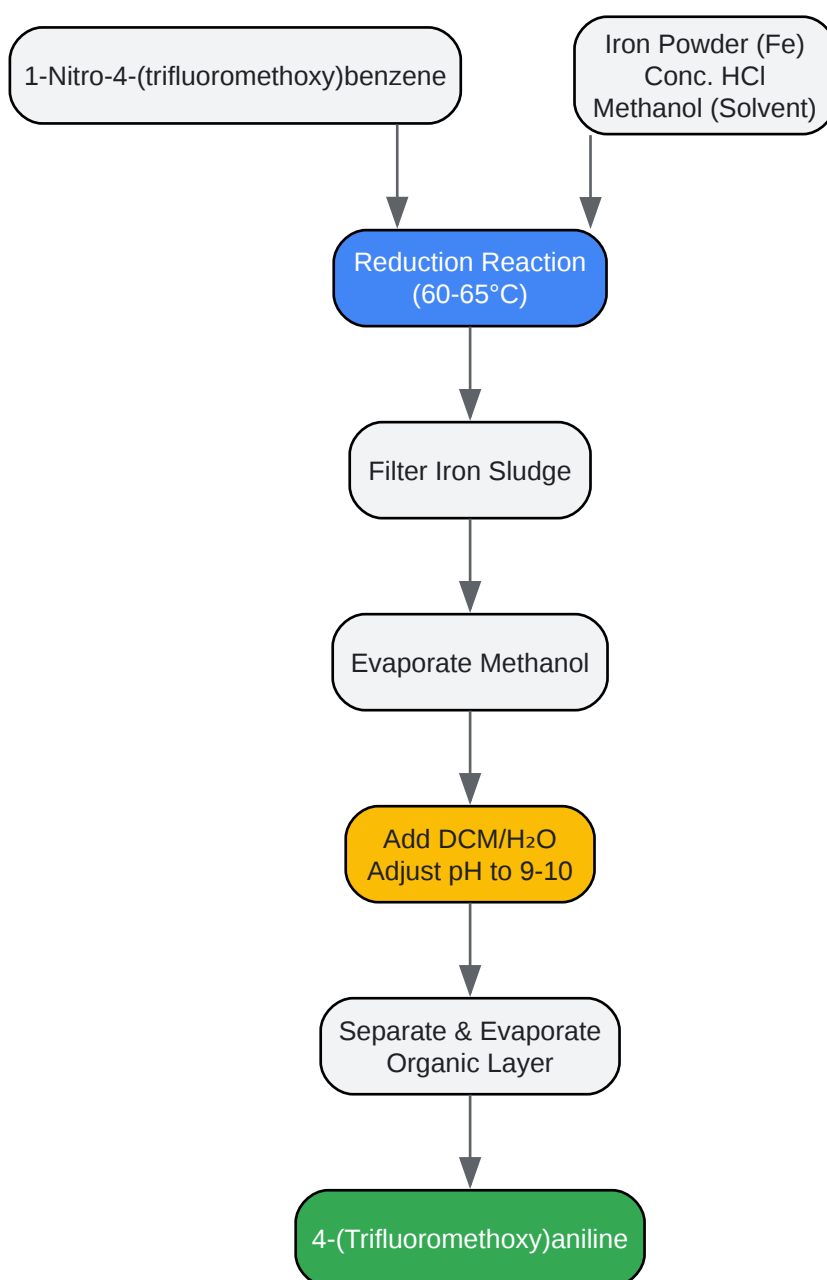 1-Nitro-4-(trifluoromethoxy)benzene
Iron Powder (Fe)
Conc. HCl
Methanol (Solvent)
Reduction Reaction
(60-65°C)
Filter Iron Sludge
Evaporate Methanol
Add DCM/H₂O
Adjust pH to 9-10
Separate & Evaporate
Organic Layer
4-(Trifluoromethoxy)aniline